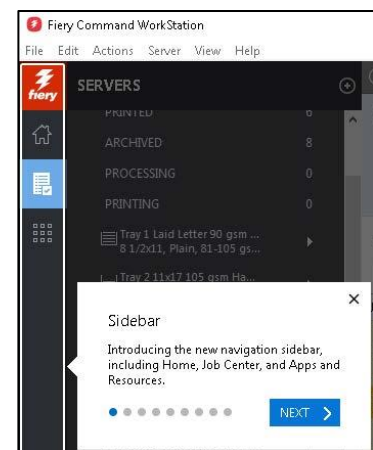 Fiery Command WorkStation
File Edit Actions Server View Help
fiery
SERVERS
PRINTED 6
ARCHIVED 8
PROCESSING 0
PRINTING 0
Tray 1 Laid Letter 90 gsm ...
8 1/2x11, Plain, 81-105 gs...
Tray 2 11x17 105 gsm Ha...
Sidebar
Introducing the new navigation sidebar,
including Home, Job Center, and Apps and
Resources.
NEXT